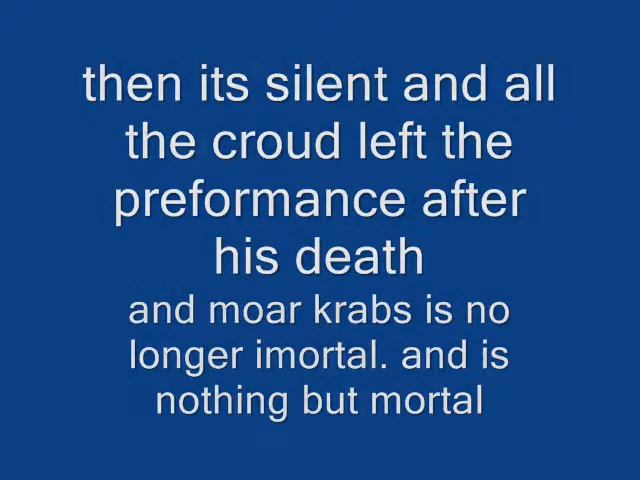 then its silent and all
the croud left the
preformance after
his death
and moar krabs is no
longer imortal. and is
nothing but mortal